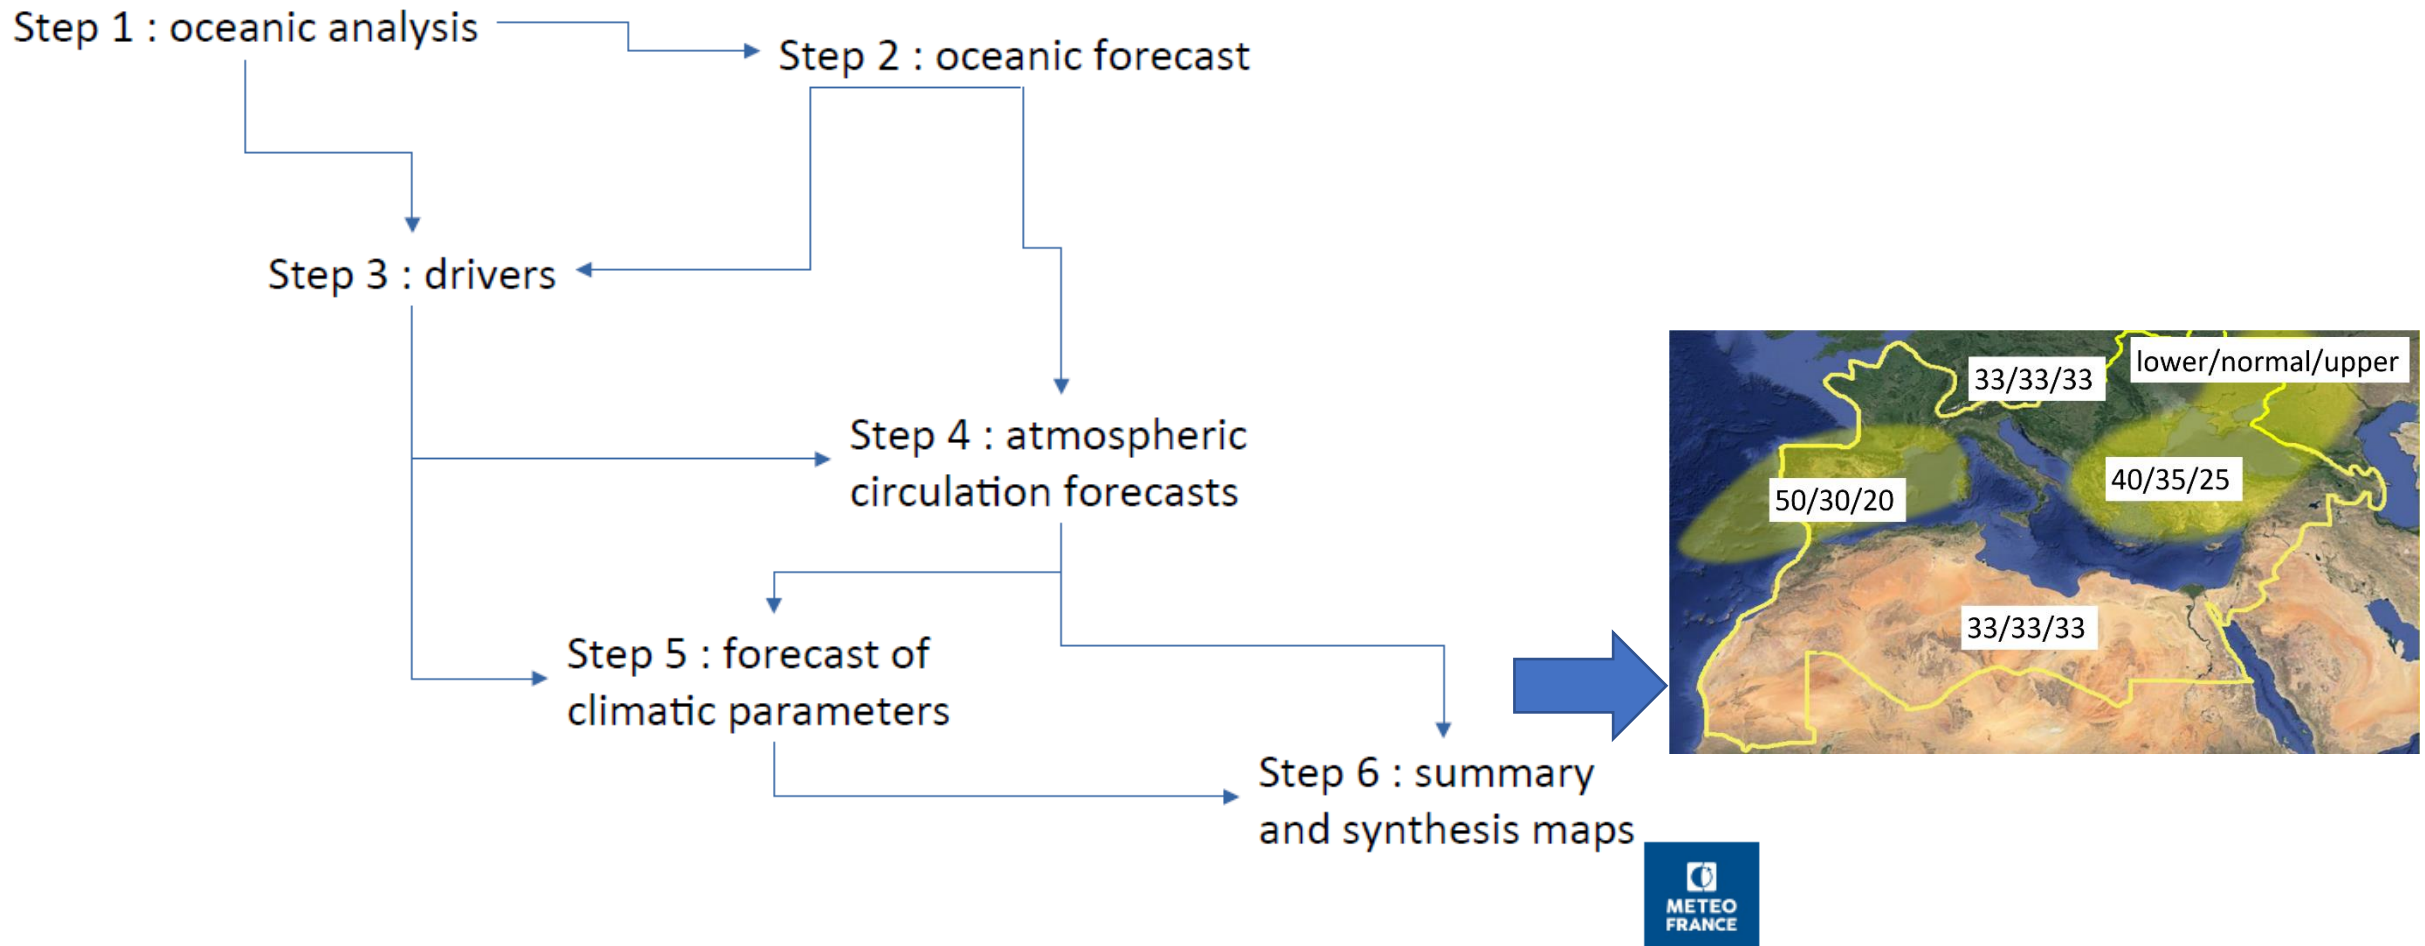 Step 1 : oceanic analysis
Step 2 : oceanic forecast
Step 3 : drivers
Step 4 : atmospheric
circulation forecasts
Step 5 : forecast of
climatic parameters
Step 6 : summary
and synthesis maps
lower/normal/upper
33/33/33
40/35/25
50/30/20
33/33/33
METEO
FRANCE